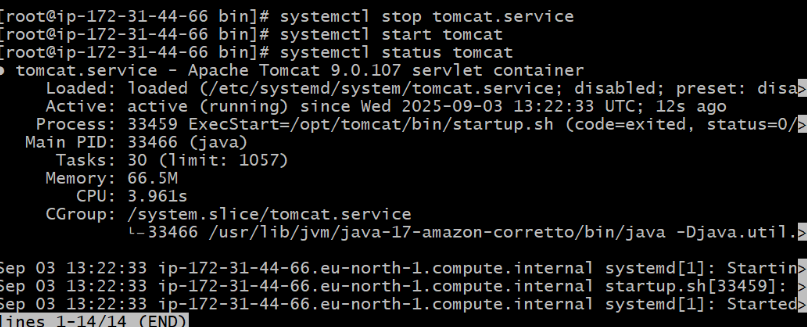 [root@ip-172-31-44-66 bin]# systemctl stop tomcat.service
[root@ip-172-31-44-66 bin]# systemctl start tomcat
[root@ip-172-31-44-66 bin]# systemctl status tomcat
● tomcat.service - Apache Tomcat 9.0.107 servlet container
Loaded: loaded (/etc/systemd/system/tomcat.service; disabled; preset: disa>
Active: active (running) since Wed 2025-09-03 13:22:33 UTC; 12s ago
Process: 33459 ExecStart=/opt/tomcat/bin/startup.sh (code=exited, status=0/>
Main PID: 33466 (java)
Tasks: 30 (limit: 1057)
Memory: 66.5M
CPU: 3.961s
CGroup: /system.slice/tomcat.service
└─33466 /usr/lib/jvm/java-17-amazon-corretto/bin/java -Djava.util.>
Sep 03 13:22:33 ip-172-31-44-66.eu-north-1.compute.internal systemd[1]: Startin>
Sep 03 13:22:33 ip-172-31-44-66.eu-north-1.compute.internal startup.sh[33459]: >
Sep 03 13:22:33 ip-172-31-44-66.eu-north-1.compute.internal systemd[1]: Started>
lines 1-14/14 (END)